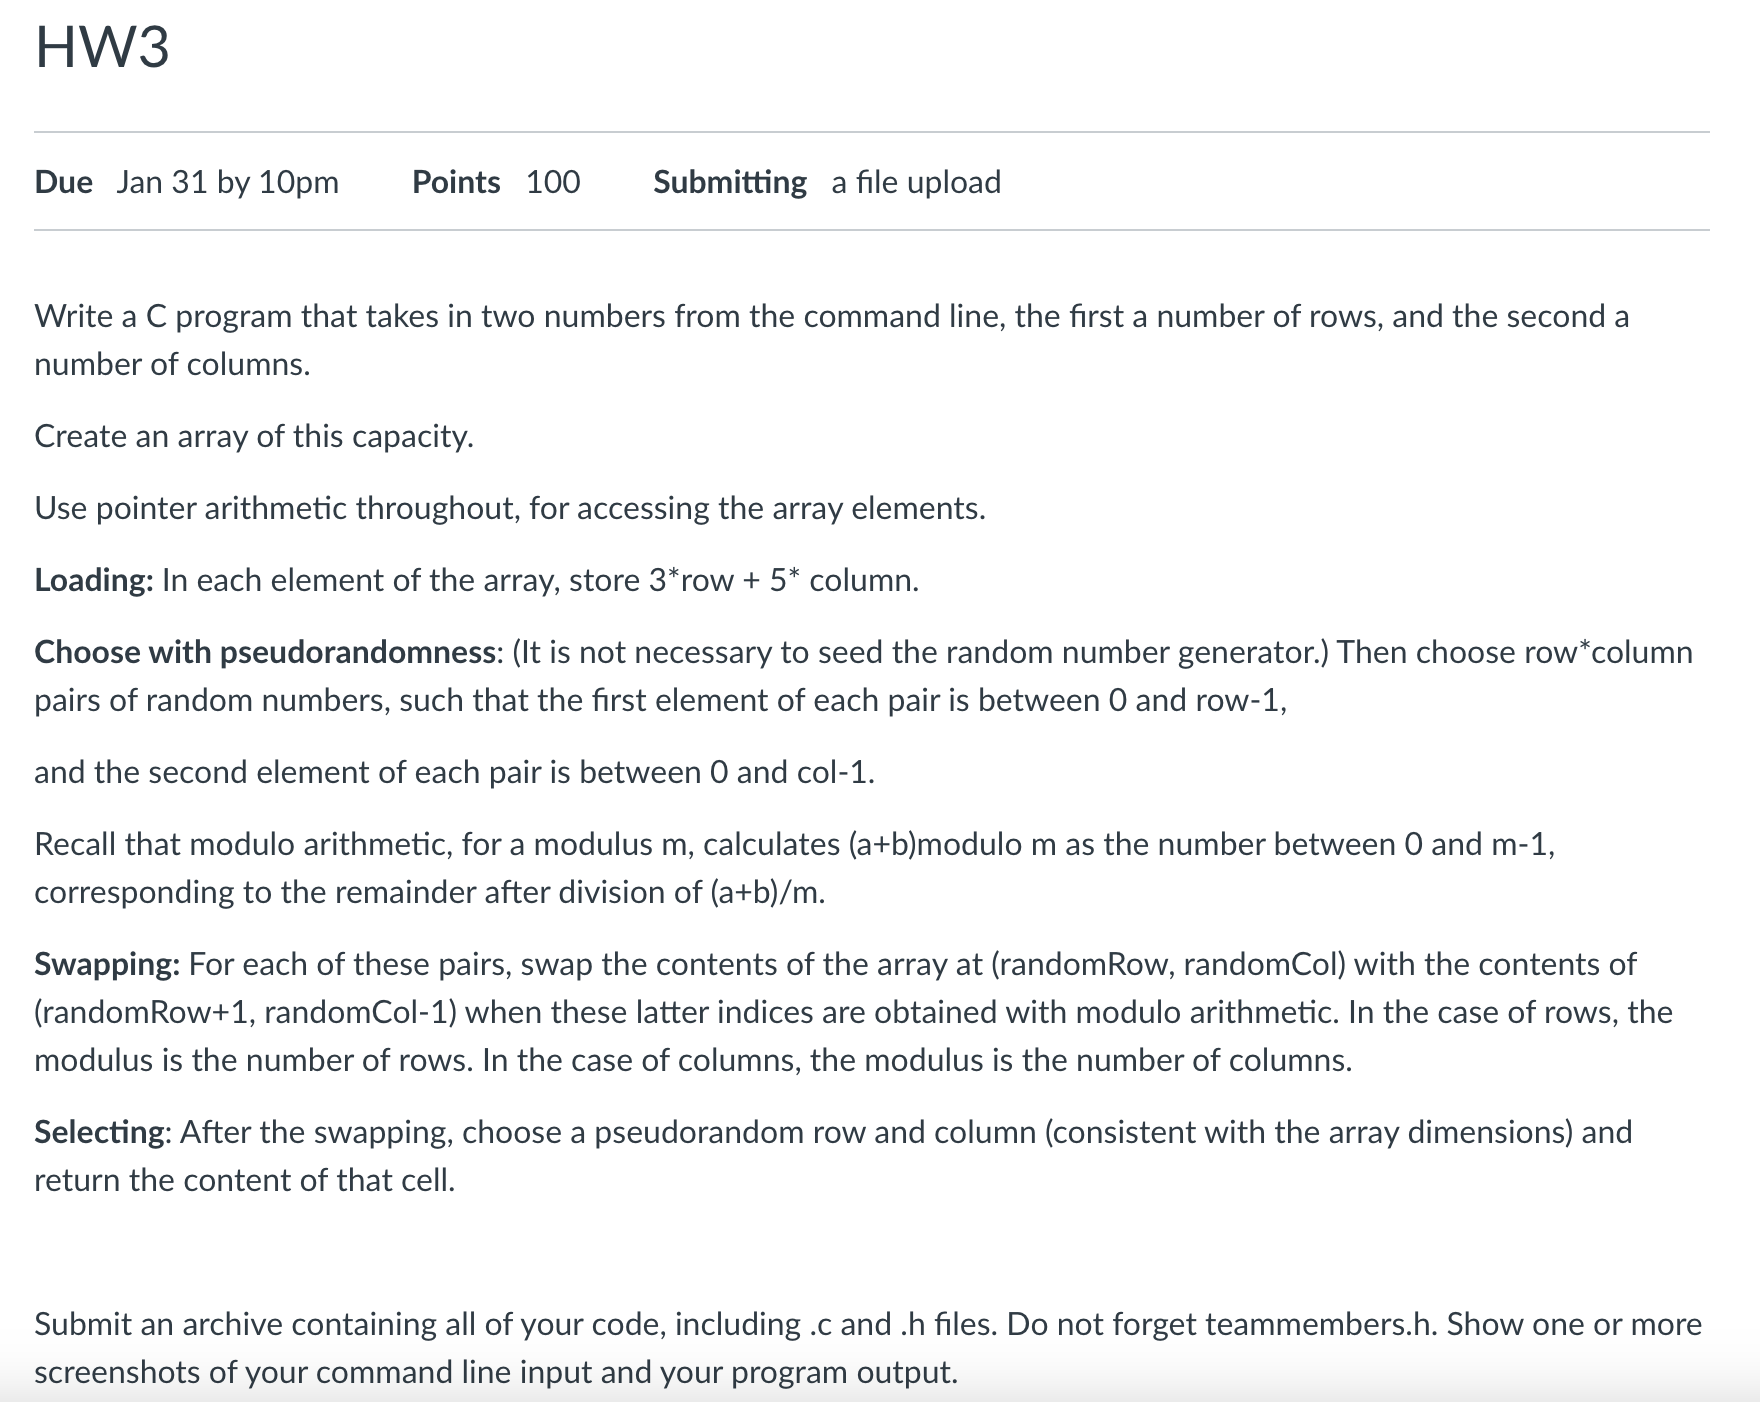 HW3
Due Jan 31 by 10pm Points 100 Submitting a file upload
Write a C program that takes in two numbers from the command line, the first a number of rows, and the second a
number of columns.
Create an array of this capacity.
Use pointer arithmetic throughout, for accessing the array elements.
Loading: In each element of the array, store 3*row + 5* column.
Choose with pseudorandomness: (It is not necessary to seed the random number generator.) Then choose row*column
pairs of random numbers, such that the first element of each pair is between 0 and row-1,
and the second element of each pair is between 0 and col-1.
Recall that modulo arithmetic, for a modulus m, calculates (a+b)modulo m as the number between 0 and m-1,
corresponding to the remainder after division of (a+b)/m.
Swapping: For each of these pairs, swap the contents of the array at (randomRow, randomCol) with the contents of
(randomRow+1, randomCol-1) when these latter indices are obtained with modulo arithmetic. In the case of rows, the
modulus is the number of rows. In the case of columns, the modulus is the number of columns.
Selecting: After the swapping, choose a pseudorandom row and column (consistent with the array dimensions) and
return the content of that cell.
Submit an archive containing all of your code, including .c and .h files. Do not forget teammembers.h. Show one or more
screenshots of your command line input and your program output.